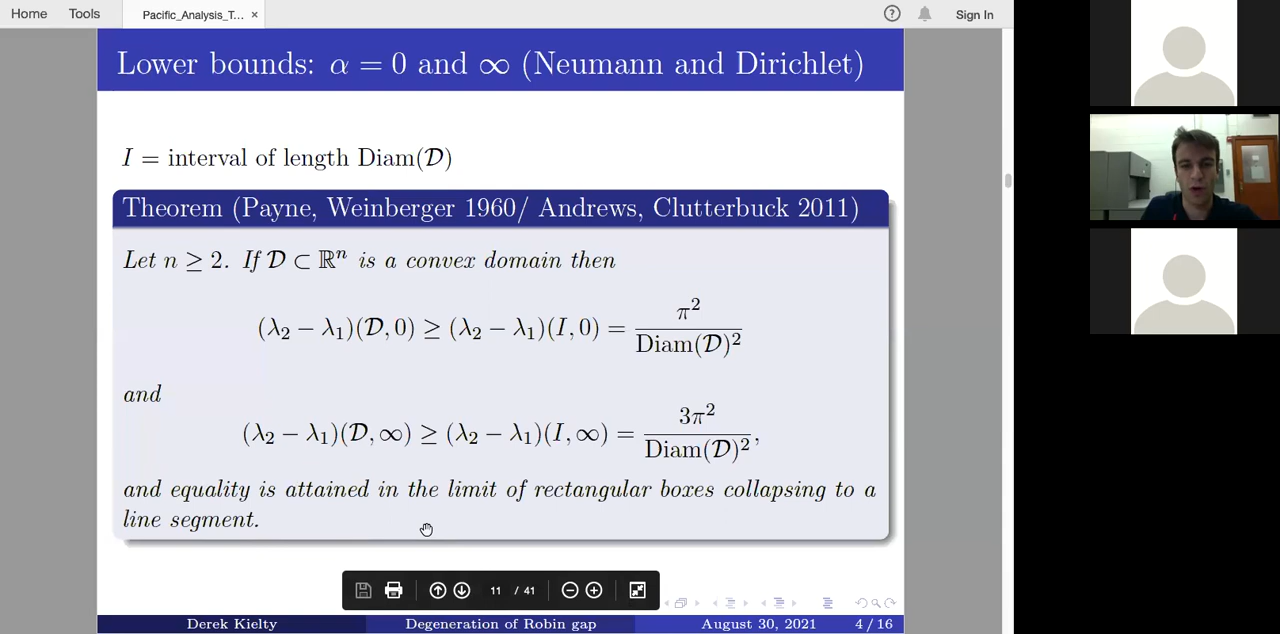 Home Tools Pacific_Analysis_T... × Sign In
Lower bounds: α = 0 and ∞ (Neumann and Dirichlet)
I = interval of length Diam(𝒟)
Theorem (Payne, Weinberger 1960/ Andrews, Clutterbuck 2011)
Let n ≥ 2. If 𝒟 ⊂ ℝⁿ is a convex domain then
(λ₂ − λ₁)(𝒟, 0) ≥ (λ₂ − λ₁)(I, 0) = π² / Diam(𝒟)²
and
(λ₂ − λ₁)(𝒟, ∞) ≥ (λ₂ − λ₁)(I, ∞) = 3π² / Diam(𝒟)²,
and equality is attained in the limit of rectangular boxes collapsing to a
line segment.
11 / 41
Derek Kielty Degeneration of Robin gap August 30, 2021 4 / 16